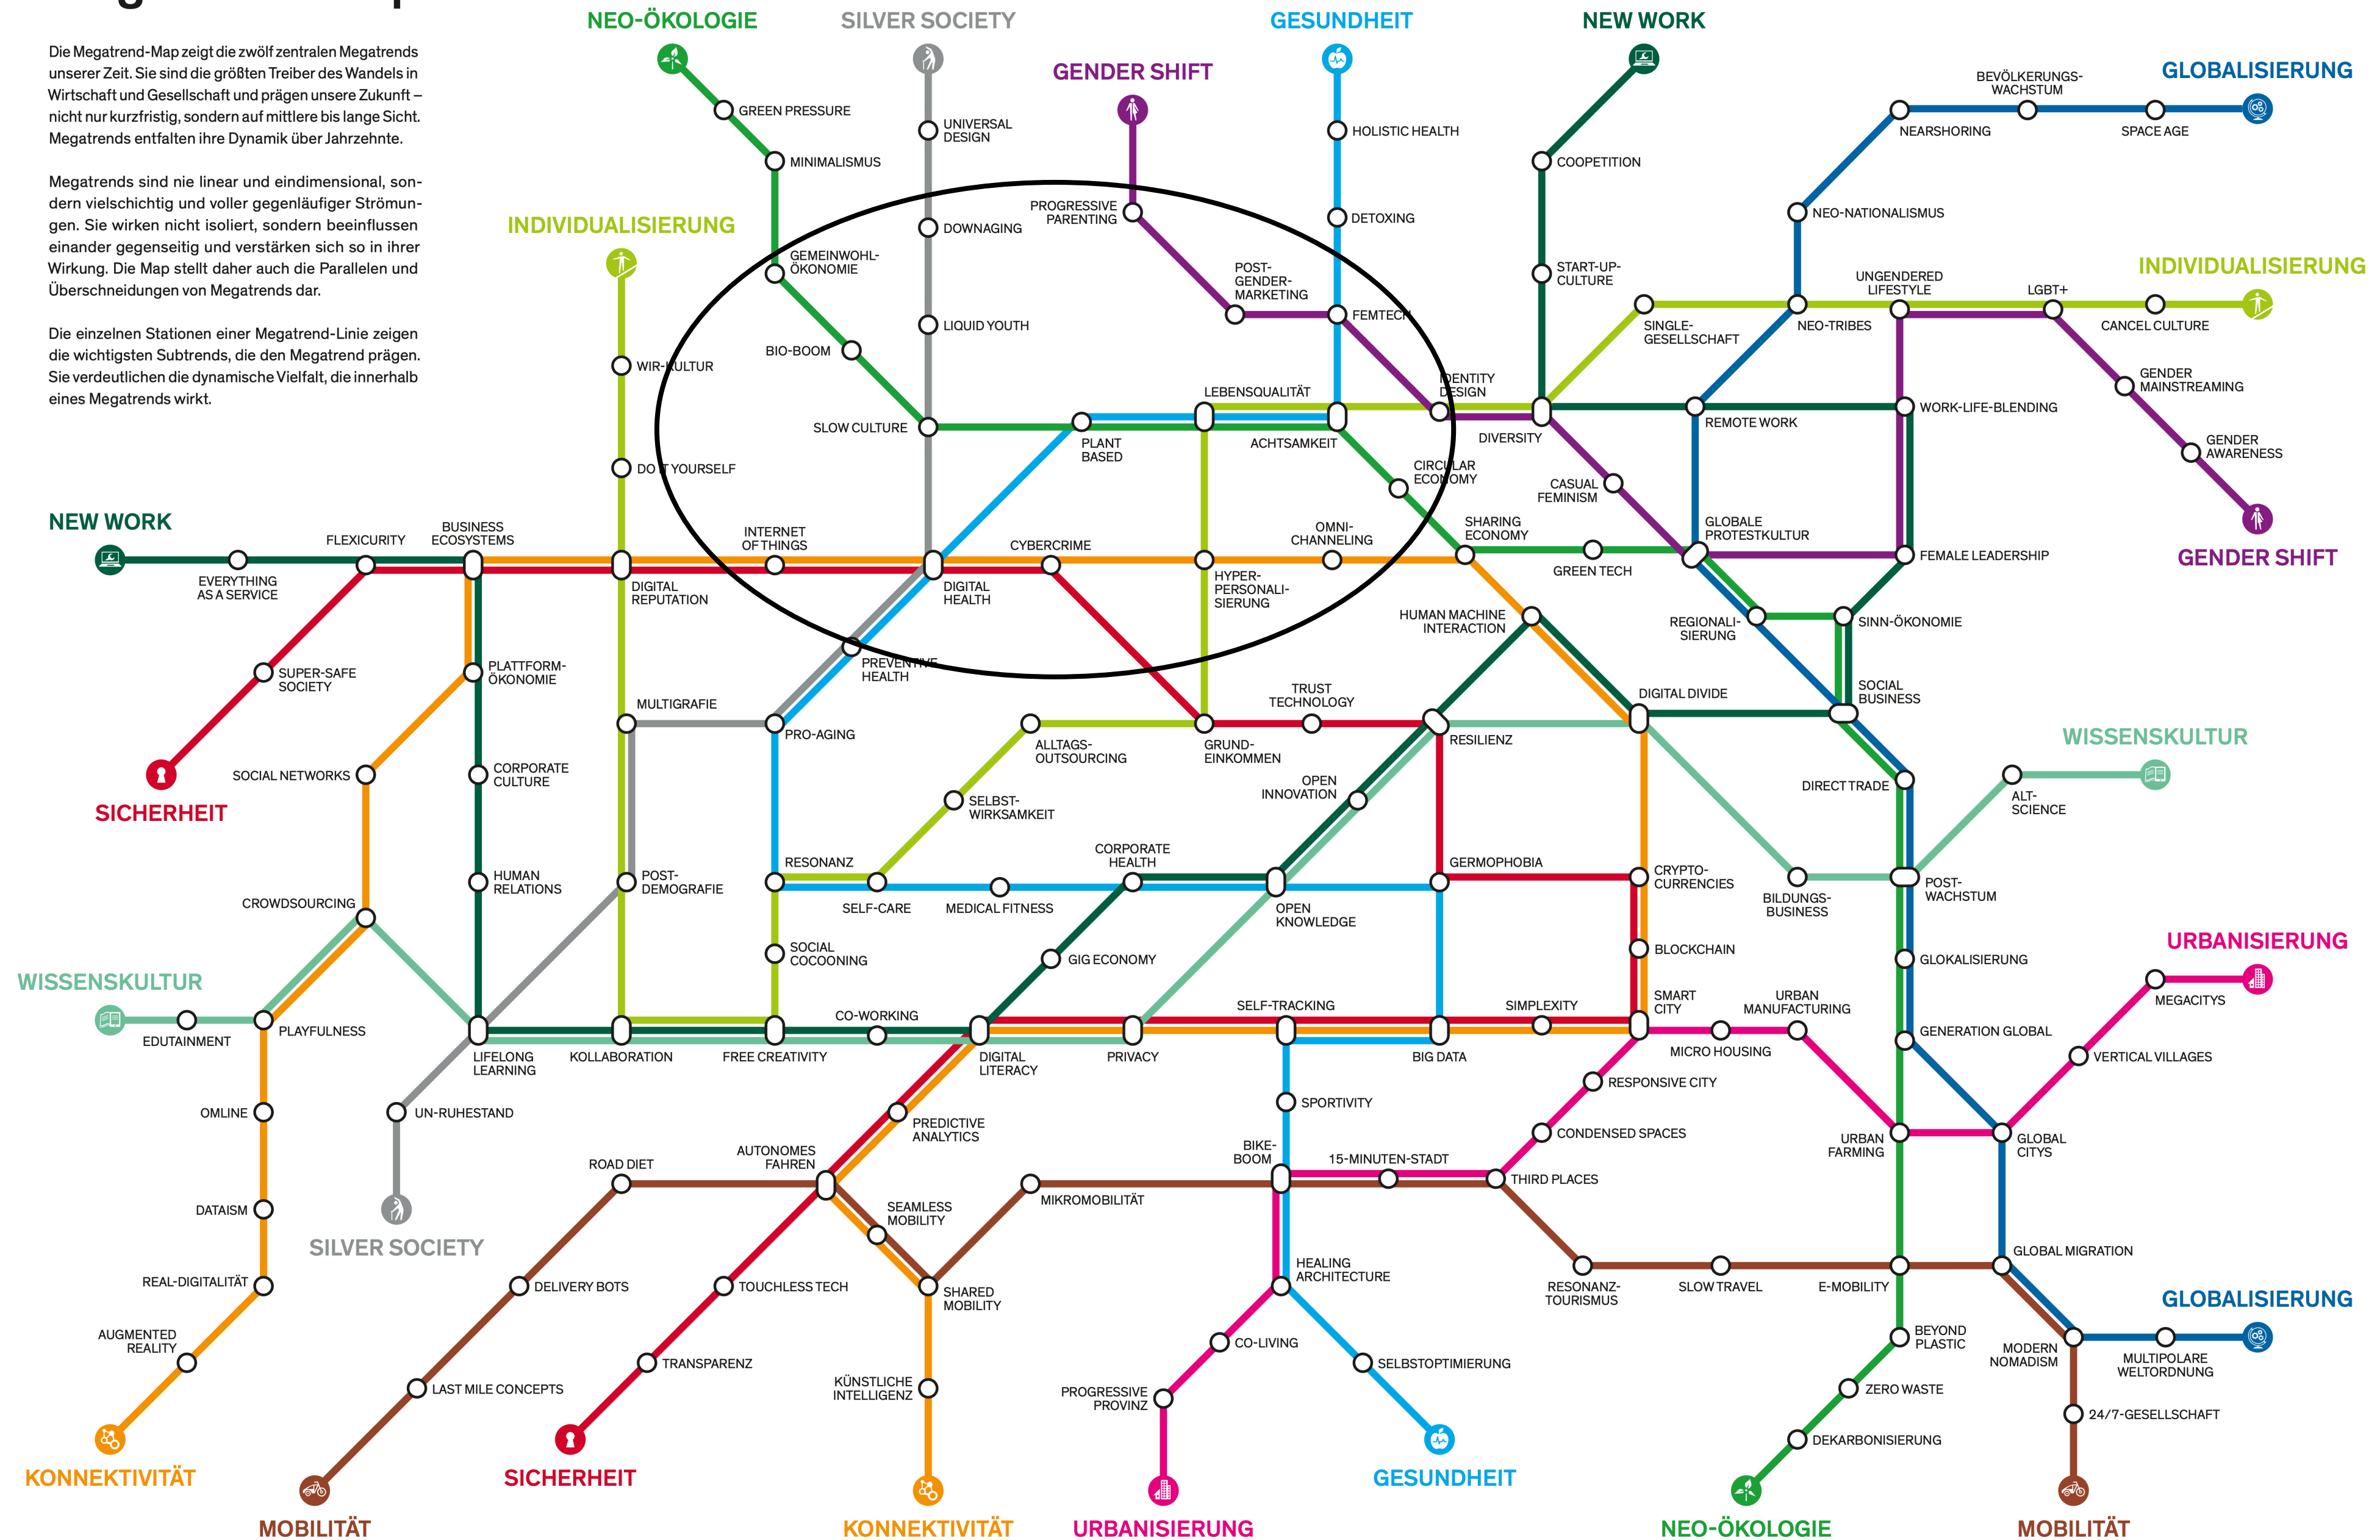 Die Megatrend-Map zeigt die zwölf zentralen Megatrends
unserer Zeit. Sie sind die größten Treiber des Wandels in
Wirtschaft und Gesellschaft und prägen unsere Zukunft –
nicht nur kurzfristig, sondern auf mittlere bis lange Sicht.
Megatrends entfalten ihre Dynamik über Jahrzehnte.
Megatrends sind nie linear und eindimensional, son-
dern vielschichtig und voller gegenläufiger Strömun-
gen. Sie wirken nicht isoliert, sondern beeinflussen
einander gegenseitig und verstärken sich so in ihrer
Wirkung. Die Map stellt daher auch die Parallelen und
Überschneidungen von Megatrends dar.
Die einzelnen Stationen einer Megatrend-Linie zeigen
die wichtigsten Subtrends, die den Megatrend prägen.
Sie verdeutlichen die dynamische Vielfalt, die innerhalb
eines Megatrends wirkt.
NEO-ÖKOLOGIE
SILVER SOCIETY
GESUNDHEIT
NEW WORK
GENDER SHIFT
GLOBALISIERUNG
BEVÖLKERUNGS-
WACHSTUM
GREEN PRESSURE
UNIVERSAL
DESIGN
HOLISTIC HEALTH
NEARSHORING
SPACE AGE
MINIMALISMUS
COOPETITION
PROGRESSIVE
PARENTING
DETOXING
NEO-NATIONALISMUS
INDIVIDUALISIERUNG
DOWNAGING
GEMEINWOHL-
ÖKONOMIE
POST-
GENDER-
MARKETING
START-UP-
CULTURE
UNGENDERED
LIFESTYLE
LGBT+
INDIVIDUALISIERUNG
LIQUID YOUTH
FEMTECH
SINGLE-
GESELLSCHAFT
NEO-TRIBES
CANCEL CULTURE
BIO-BOOM
WIR-KULTUR
IDENTITY
DESIGN
GENDER
MAINSTREAMING
LEBENSQUALITÄT
SLOW CULTURE
PLANT
BASED
ACHTSAMKEIT
DIVERSITY
REMOTE WORK
WORK-LIFE-BLENDING
GENDER
AWARENESS
DO IT YOURSELF
CIRCULAR
ECONOMY
CASUAL
FEMINISM
NEW WORK
FLEXICURITY
BUSINESS
ECOSYSTEMS
INTERNET
OF THINGS
CYBERCRIME
OMNI-
CHANNELING
SHARING
ECONOMY
GLOBALE
PROTESTKULTUR
GREEN TECH
FEMALE LEADERSHIP
GENDER SHIFT
EVERYTHING
AS A SERVICE
DIGITAL
REPUTATION
DIGITAL
HEALTH
HYPER-
PERSONALI-
SIERUNG
HUMAN MACHINE
INTERACTION
REGIONALI-
SIERUNG
SINN-ÖKONOMIE
SUPER-SAFE
SOCIETY
PLATTFORM-
ÖKONOMIE
PREVENTIVE
HEALTH
MULTIGRAFIE
TRUST
TECHNOLOGY
DIGITAL DIVIDE
SOCIAL
BUSINESS
PRO-AGING
ALLTAGS-
OUTSOURCING
GRUND-
EINKOMMEN
RESILIENZ
WISSENSKULTUR
SOCIAL NETWORKS
CORPORATE
CULTURE
OPEN
INNOVATION
DIRECT TRADE
ALT-
SCIENCE
SICHERHEIT
SELBST-
WIRKSAMKEIT
HUMAN
RELATIONS
POST-
DEMOGRAFIE
RESONANZ
CORPORATE
HEALTH
GERMOPHOBIA
CRYPTO-
CURRENCIES
BILDUNGS-
BUSINESS
POST-
WACHSTUM
CROWDSOURCING
SELF-CARE
MEDICAL FITNESS
OPEN
KNOWLEDGE
SOCIAL
COCOONING
GIG ECONOMY
BLOCKCHAIN
GLOKALISIERUNG
URBANISIERUNG
WISSENSKULTUR
EDUTAINMENT
PLAYFULNESS
CO-WORKING
SELF-TRACKING
SIMPLEXITY
SMART
CITY
URBAN
MANUFACTURING
MEGACITYS
LIFELONG
LEARNING
KOLLABORATION
FREE CREATIVITY
DIGITAL
LITERACY
PRIVACY
BIG DATA
MICRO HOUSING
GENERATION GLOBAL
VERTICAL VILLAGES
RESPONSIVE CITY
OMLINE
UN-RUHESTAND
PREDICTIVE
ANALYTICS
SPORTIVITY
CONDENSED SPACES
URBAN
FARMING
GLOBAL
CITYS
ROAD DIET
AUTONOMES
FAHREN
BIKE-
BOOM
15-MINUTEN-STADT
THIRD PLACES
MIKROMOBILITÄT
DATAISM
SEAMLESS
MOBILITY
SILVER SOCIETY
REAL-DIGITALITÄT
DELIVERY BOTS
TOUCHLESS TECH
SHARED
MOBILITY
HEALING
ARCHITECTURE
RESONANZ-
TOURISMUS
SLOW TRAVEL
E-MOBILITY
GLOBAL MIGRATION
GLOBALISIERUNG
AUGMENTED
REALITY
TRANSPARENZ
CO-LIVING
SELBSTOPTIMIERUNG
BEYOND
PLASTIC
MODERN
NOMADISM
MULTIPOLARE
WELTORDNUNG
LAST MILE CONCEPTS
KÜNSTLICHE
INTELLIGENZ
PROGRESSIVE
PROVINZ
ZERO WASTE
24/7-GESELLSCHAFT
DEKARBONISIERUNG
KONNEKTIVITÄT
SICHERHEIT
GESUNDHEIT
MOBILITÄT
KONNEKTIVITÄT
URBANISIERUNG
NEO-ÖKOLOGIE
MOBILITÄT